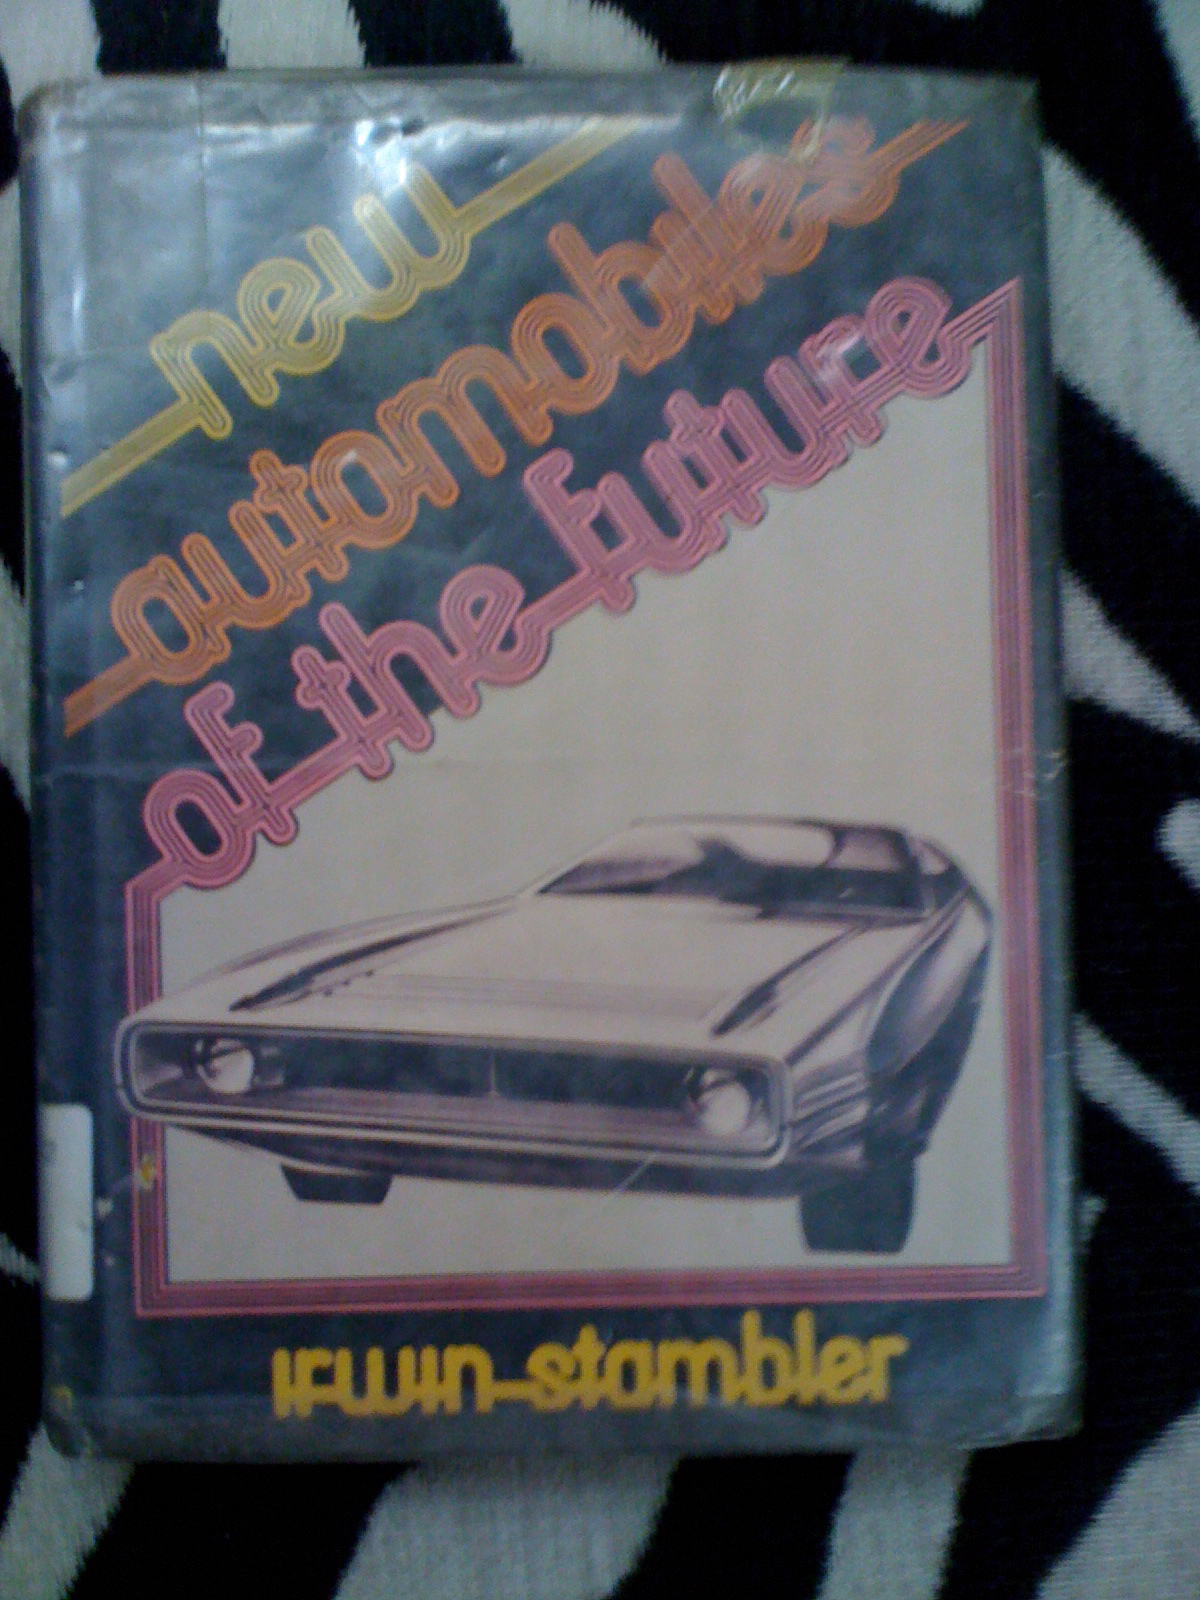 new
automobiles
of the future
irwin stambler